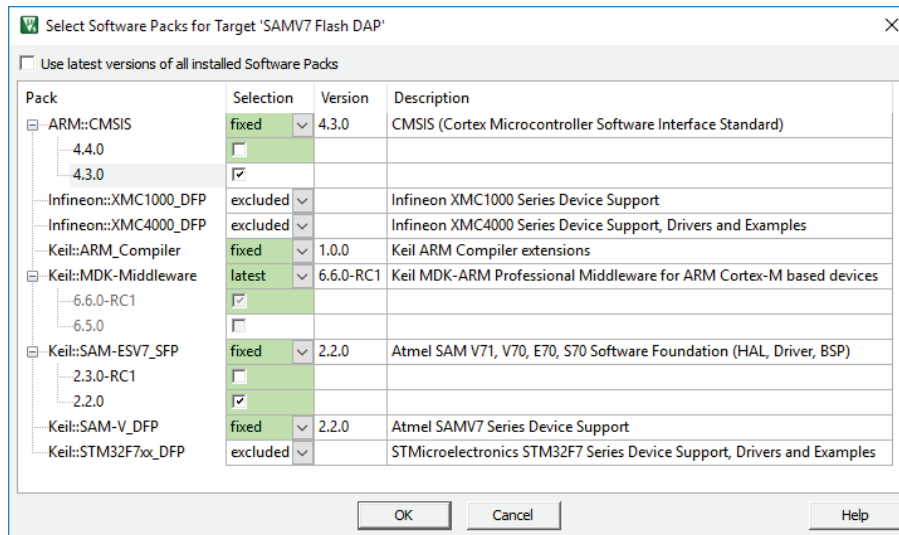 Select Software Packs for Target 'SAMV7 Flash DAP'
Use latest versions of all installed Software Packs
Pack Selection Version Description
ARM::CMSIS fixed 4.3.0 CMSIS (Cortex Microcontroller Software Interface Standard)
4.4.0
4.3.0
Infineon::XMC1000_DFP excluded Infineon XMC1000 Series Device Support
Infineon::XMC4000_DFP excluded Infineon XMC4000 Series Device Support, Drivers and Examples
Keil::ARM_Compiler fixed 1.0.0 Keil ARM Compiler extensions
Keil::MDK-Middleware latest 6.6.0-RC1 Keil MDK-ARM Professional Middleware for ARM Cortex-M based devices
6.6.0-RC1
6.5.0
Keil::SAM-ESV7_SFP fixed 2.2.0 Atmel SAM V71, V70, E70, S70 Software Foundation (HAL, Driver, BSP)
2.3.0-RC1
2.2.0
Keil::SAM-V_DFP fixed 2.2.0 Atmel SAMV7 Series Device Support
Keil::STM32F7xx_DFP excluded STMicroelectronics STM32F7 Series Device Support, Drivers and Examples
OK Cancel Help